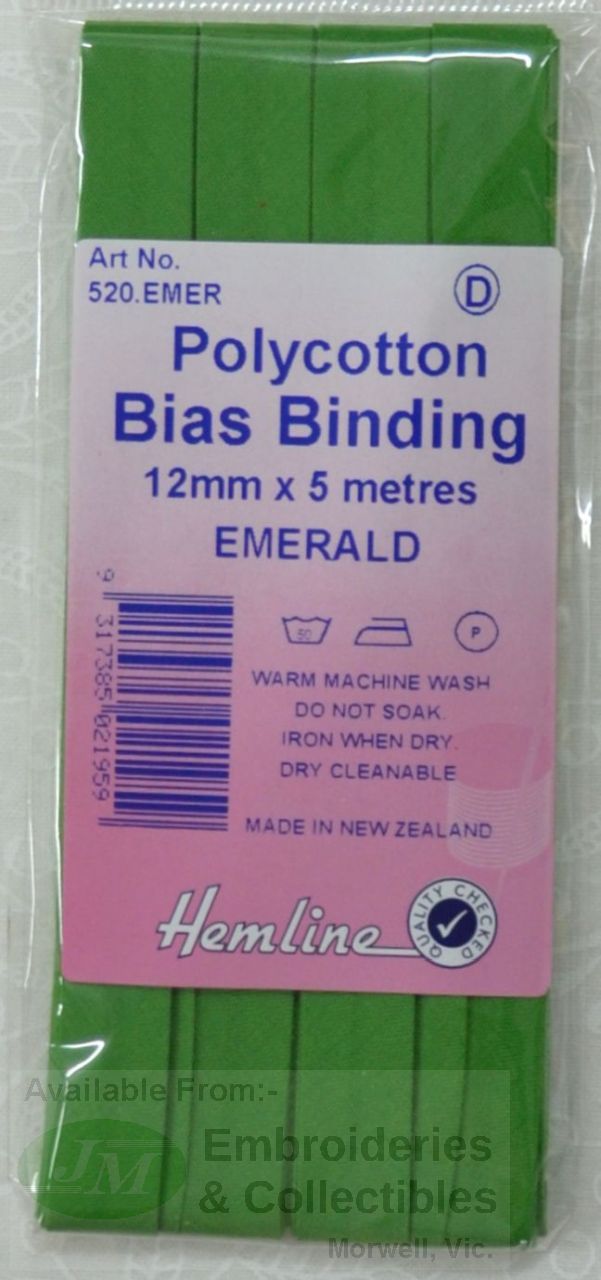 Art No.
520.EMER
D
Polycotton
Bias Binding
12mm x 5 metres
EMERALD
9 317385 021959
50
P
WARM MACHINE WASH
DO NOT SOAK.
IRON WHEN DRY.
DRY CLEANABLE
MADE IN NEW ZEALAND
Hemline
QUALITY CHECKED
Available From:-
JM
Embroideries
& Collectibles
Morwell, Vic.